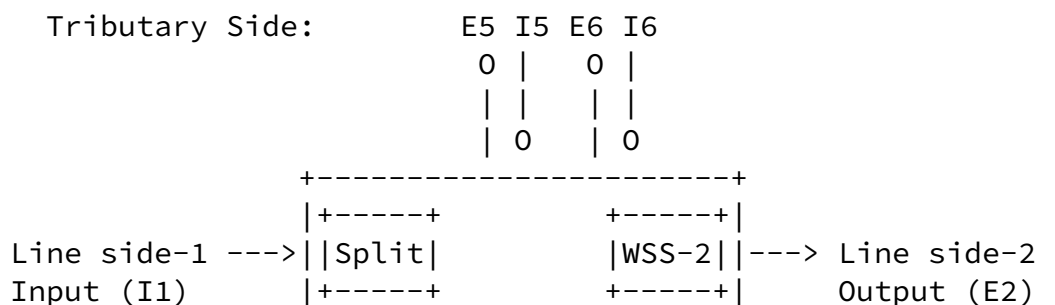 Tributary Side:        E5 I5 E6 I6
                        O |   O |
                        | |   | |
                        | O   | O
               +-----------------------+
               |+-----+         +-----+|
Line side-1 --->||Split|         |WSS-2||---> Line side-2
Input (I1)     |+-----+         +-----+|     Output (E2)